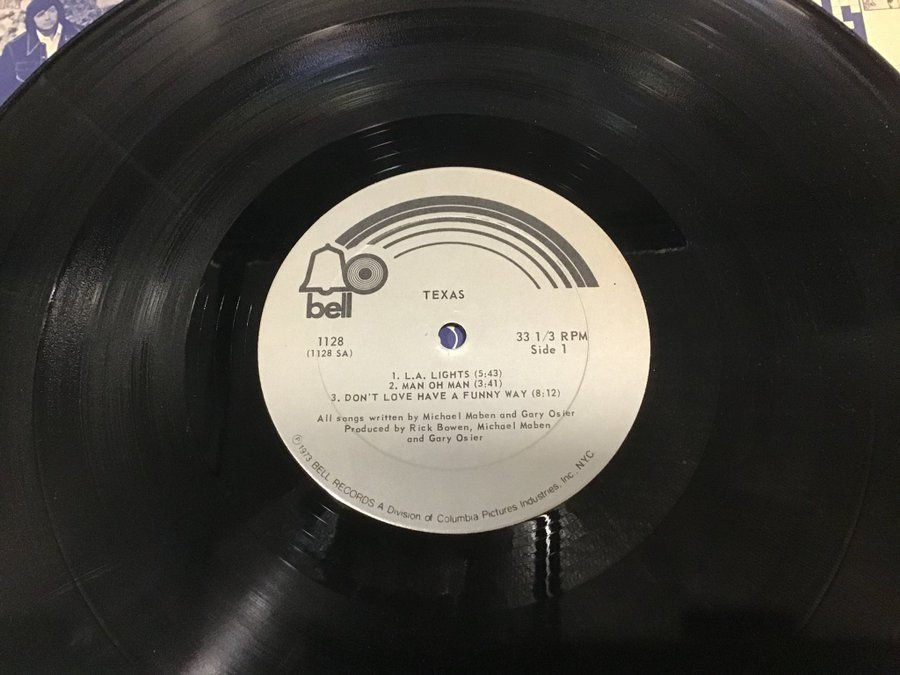 bell
TEXAS
1128
(1128 SA)
33 1/3 RPM
Side 1
1. L.A. LIGHTS (5:43)
2. MAN OH MAN (3:41)
3. DON'T LOVE HAVE A FUNNY WAY (8:12)
All songs written by Michael Maben and Gary Osier
Produced by Rick Bowen, Michael Maben
and Gary Osier
℗1973 BELL RECORDS A Division of Columbia Pictures Industries, Inc., N.Y.C.